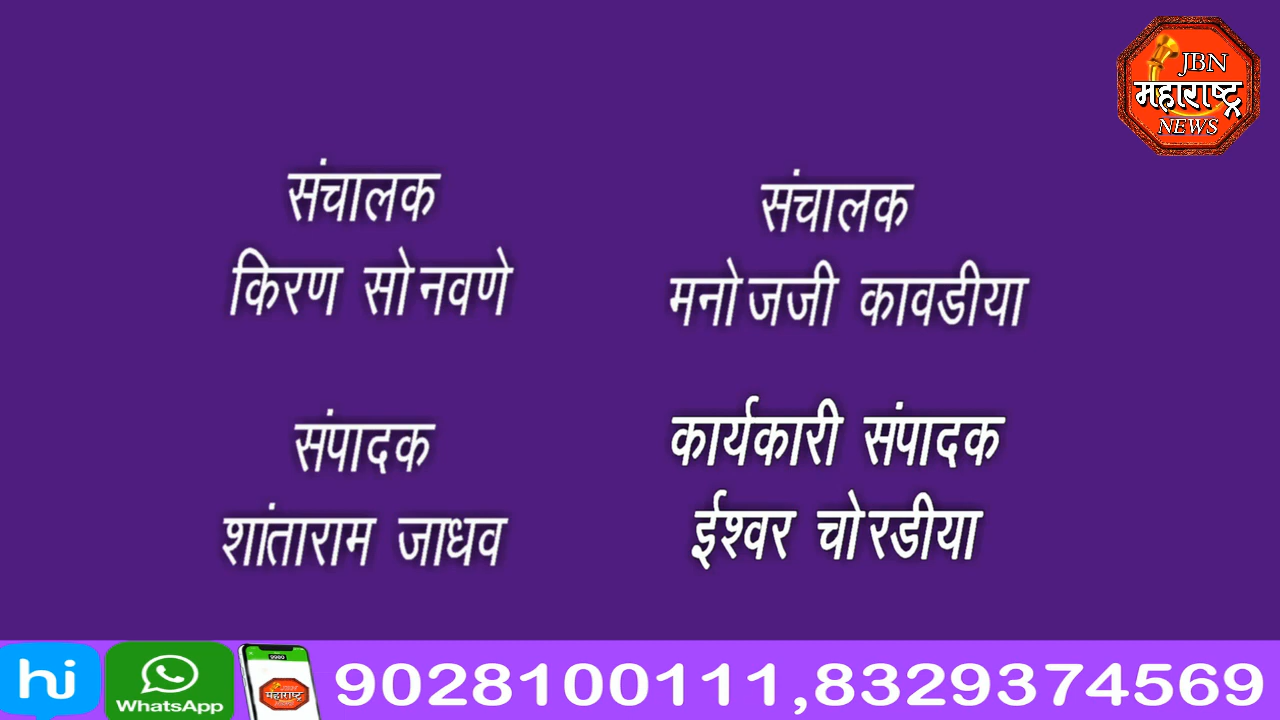 JBN
महाराष्ट्र
NEWS
संचालक
किरण सोनवणे
संचालक
मनोजजी कावडीया
संपादक
शांताराम जाधव
कार्यकारी संपादक
ईश्वर चोरडीया
hi
WhatsApp
महाराष्ट्र
9028100111,8329374569